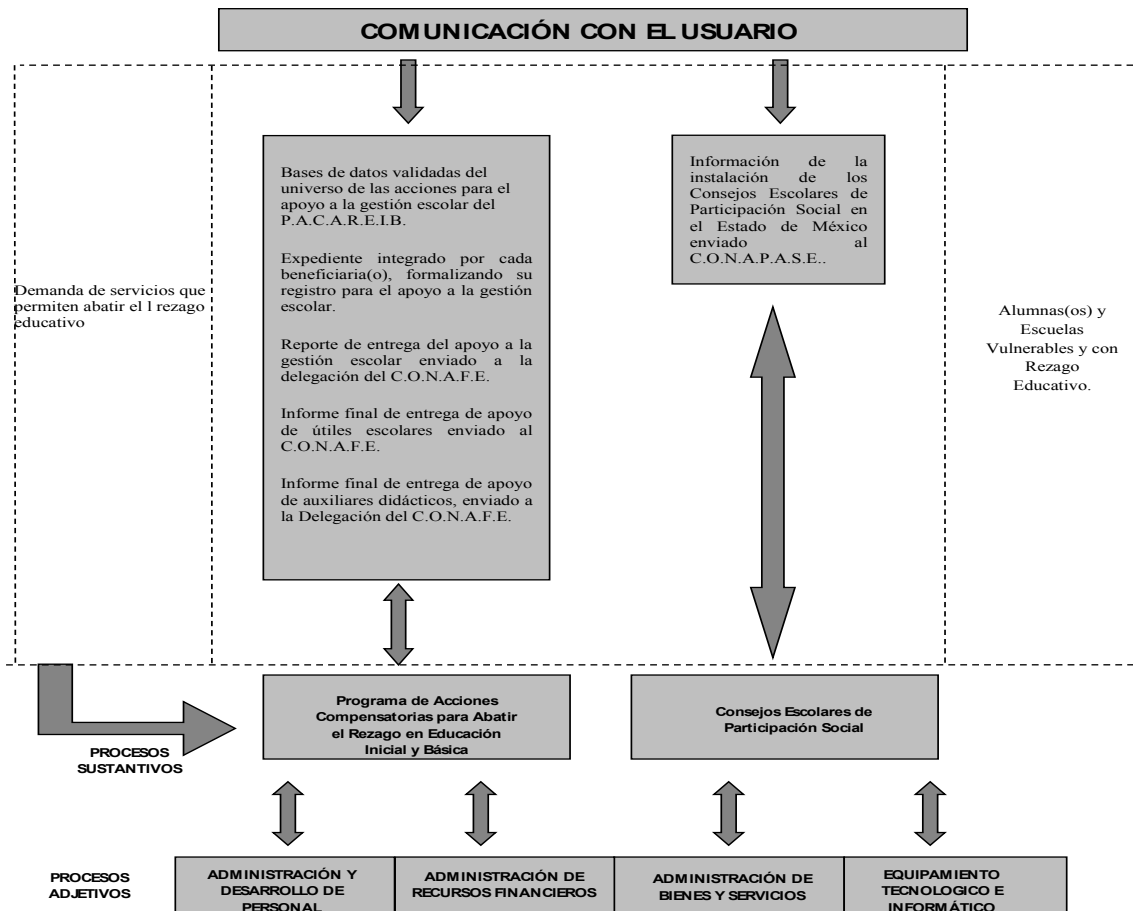 COMUNICACIÓN CON EL USUARIO
Demanda de servicios que
permiten abatir el l rezago
educativo
Bases de datos validadas del
universo de las acciones para el
apoyo a la gestión escolar del
P.A.C.A.R.E.I.B.
Expediente integrado por cada
beneficiaria(o), formalizando su
registro para el apoyo a la gestión
escolar.
Reporte de entrega del apoyo a la
gestión escolar enviado a la
delegación del C.O.N.A.F.E.
Informe final de entrega de apoyo
de útiles escolares enviado al
C.O.N.A.F.E.
Informe final de entrega de apoyo
de auxiliares didácticos, enviado a
la Delegación del C.O.N.A.F.E.
Información de la
instalación de los
Consejos Escolares de
Participación Social en
el Estado de México
enviado al
C.O.N.A.P.A.S.E..
Alumnas(os) y
Escuelas
Vulnerables y con
Rezago
Educativo.
PROCESOS
SUSTANTIVOS
Programa de Acciones
Compensatorias para Abatir
el Rezago en Educación
Inicial y Básica
Consejos Escolares de
Participación Social
PROCESOS
ADJETIVOS
ADMINISTRACIÓN Y
DESARROLLO DE
PERSONAL
ADMINISTRACIÓN DE
RECURSOS FINANCIEROS
ADMINISTRACIÓN DE
BIENES Y SERVICIOS
EQUIPAMIENTO
TECNOLOGICO E
INFORMÁTICO